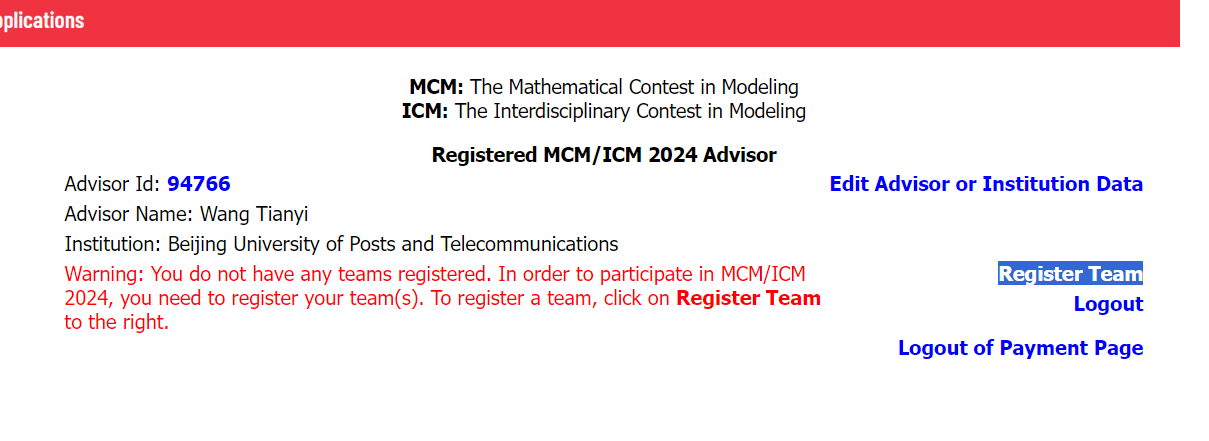 MCM: The Mathematical Contest in Modeling
ICM: The Interdisciplinary Contest in Modeling
Registered MCM/ICM 2024 Advisor
Advisor Id: 94766
Edit Advisor or Institution Data
Advisor Name: Wang Tianyi
Institution: Beijing University of Posts and Telecommunications
Warning: You do not have any teams registered. In order to participate in MCM/ICM
2024, you need to register your team(s). To register a team, click on Register Team
to the right.
Register Team
Logout
Logout of Payment Page